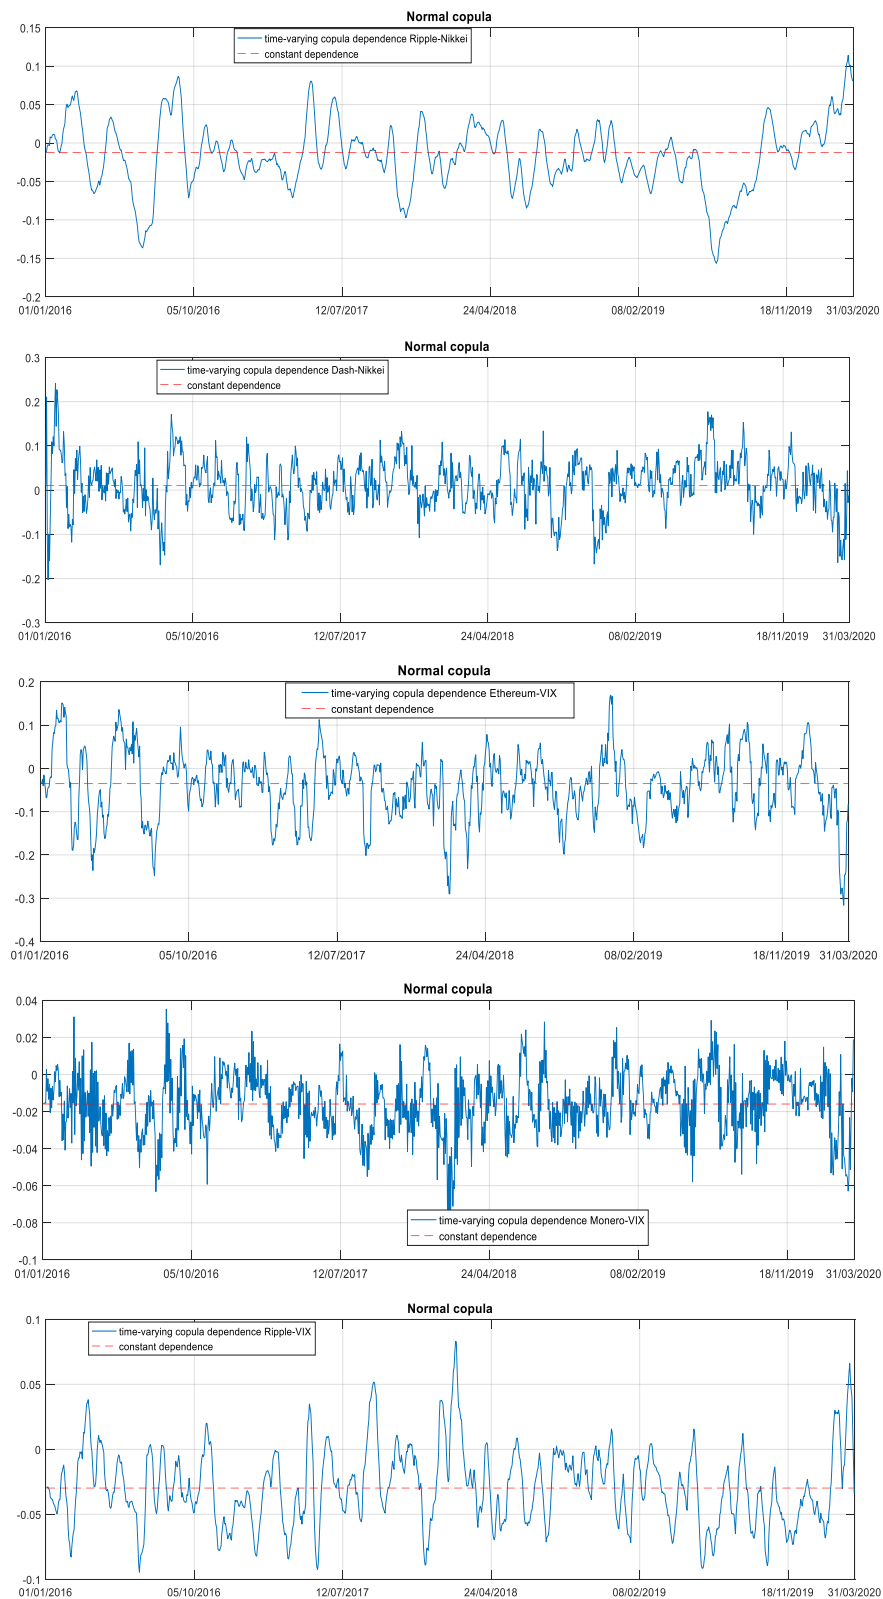 Normal copula
time-varying copula dependence Ripple-Nikkei
constant dependence
0.15
0.1
0.05
0
-0.05
-0.1
-0.15
-0.2
01/01/2016 05/10/2016 12/07/2017 24/04/2018 08/02/2019 18/11/2019 31/03/2020
Normal copula
time-varying copula dependence Dash-Nikkei
constant dependence
0.3
0.2
0.1
0
-0.1
-0.2
-0.3
01/01/2016 05/10/2016 12/07/2017 24/04/2018 08/02/2019 18/11/2019 31/03/2020
Normal copula
time-varying copula dependence Ethereum-VIX
constant dependence
0.2
0.1
0
-0.1
-0.2
-0.3
-0.4
01/01/2016 05/10/2016 12/07/2017 24/04/2018 08/02/2019 18/11/2019 31/03/2020
Normal copula
0.04
0.02
0
-0.02
-0.04
-0.06
-0.08
-0.1
time-varying copula dependence Monero-VIX
constant dependence
01/01/2016 05/10/2016 12/07/2017 24/04/2018 08/02/2019 18/11/2019 31/03/2020
Normal copula
time-varying copula dependence Ripple-VIX
constant dependence
0.1
0.05
0
-0.05
-0.1
01/01/2016 05/10/2016 12/07/2017 24/04/2018 08/02/2019 18/11/2019 31/03/2020